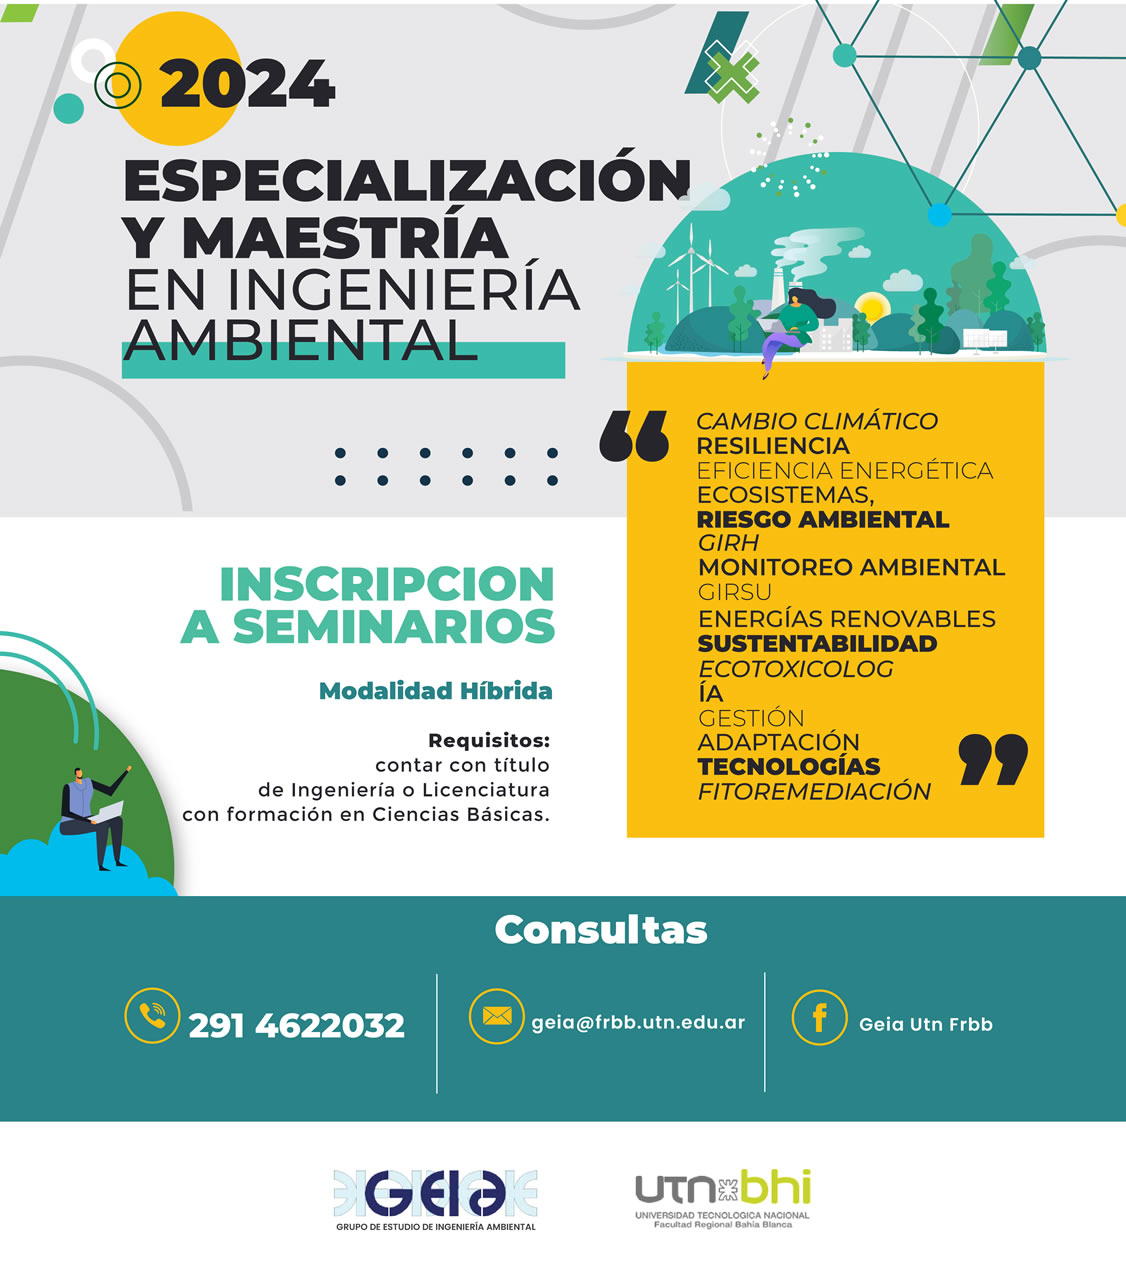 2024
ESPECIALIZACIÓN
Y MAESTRÍA
EN INGENIERÍA
AMBIENTAL
“
CAMBIO CLIMÁTICO
RESILIENCIA
EFICIENCIA ENERGÉTICA
ECOSISTEMAS,
RIESGO AMBIENTAL
GIRH
MONITOREO AMBIENTAL
GIRSU
ENERGÍAS RENOVABLES
SUSTENTABILIDAD
ECOTOXICOLOG
ÍA
GESTIÓN
ADAPTACIÓN
TECNOLOGÍAS
FITOREMEDIACIÓN
”
INSCRIPCION
A SEMINARIOS
Modalidad Híbrida
Requisitos:
contar con título
de Ingeniería o Licenciatura
con formación en Ciencias Básicas.
Consultas
291 4622032
geia@frbb.utn.edu.ar
Geia Utn Frbb
GEIA
GRUPO DE ESTUDIO DE INGENIERÍA AMBIENTAL
utn bhi
UNIVERSIDAD TECNOLOGICA NACIONAL
Facultad Regional Bahía Blanca